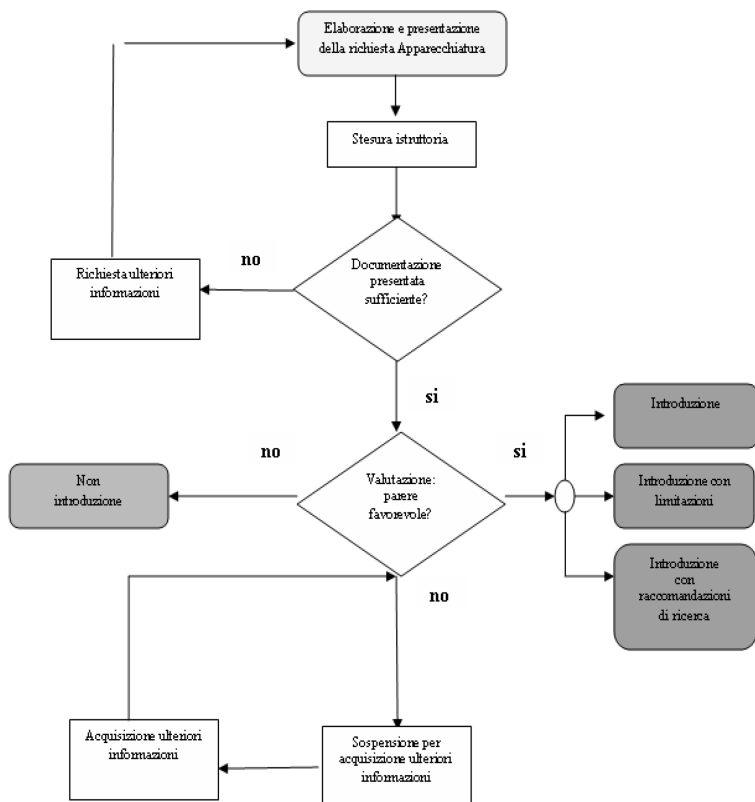 Elaborazione e presentazione
della richiesta Apparecchiatura
Stesura istruttoria
Documentazione
presentata
sufficiente?
no
Richiesta ulteriori
informazioni
si
Valutazione:
parere
favorevole?
no
Non
introduzione
si
Introduzione
Introduzione con
limitazioni
Introduzione
con
raccomandazioni
di ricerca
no
Sospensione per
acquisizione ulteriori
informazioni
Acquisizione ulteriori
informazioni